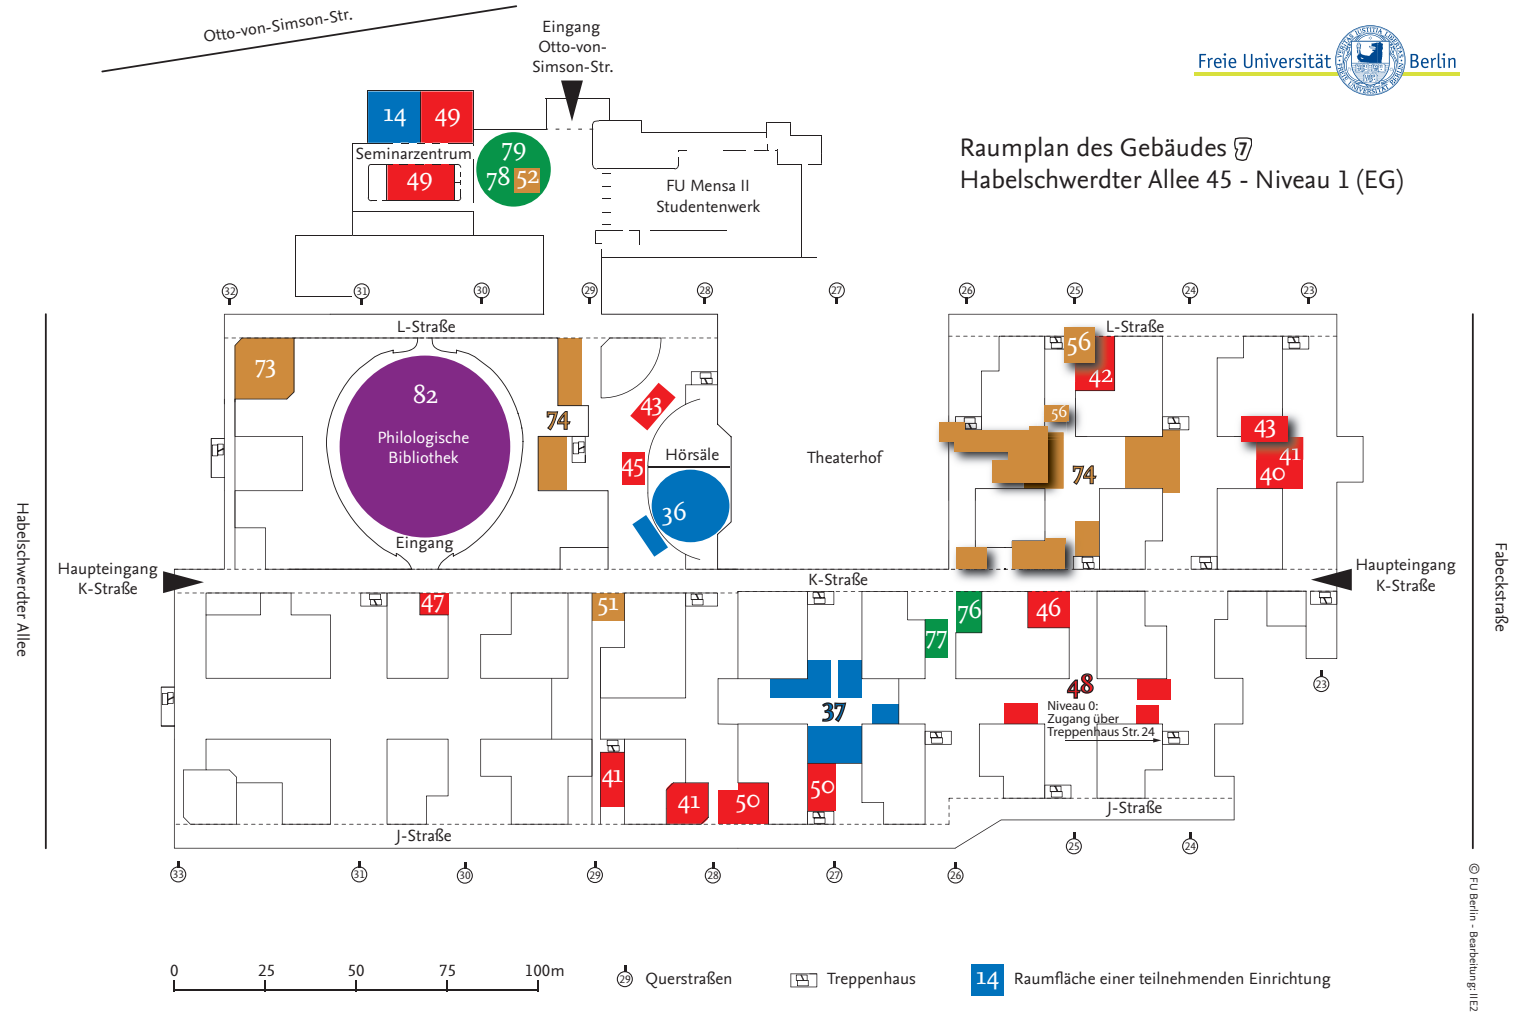 Otto-von-Simson-Str.
Eingang
Otto-von-
Simson-Str.
Freie Universität Berlin
Raumplan des Gebäudes 7
Habelschwerdter Allee 45 - Niveau 1 (EG)
14
49
Seminarzentrum
49
79
78
52
FU Mensa II
Studentenwerk
32
31
30
29
28
27
26
25
24
23
L-Straße
L-Straße
73
82
Philologische
Bibliothek
Eingang
74
43
45
Hörsäle
36
Theaterhof
56
42
56
74
43
41
40
Habelschwerdter Allee
Haupteingang
K-Straße
K-Straße
Haupteingang
K-Straße
Fabeckstraße
47
51
76
77
46
37
48
Niveau 0:
Zugang über
Treppenhaus Str. 24
23
41
41
50
50
J-Straße
J-Straße
33
31
30
29
28
27
26
25
24
0
25
50
75
100m
29
Querstraßen
Treppenhaus
14
Raumfläche einer teilnehmenden Einrichtung
© FU Berlin - Bearbeitung: IIE2